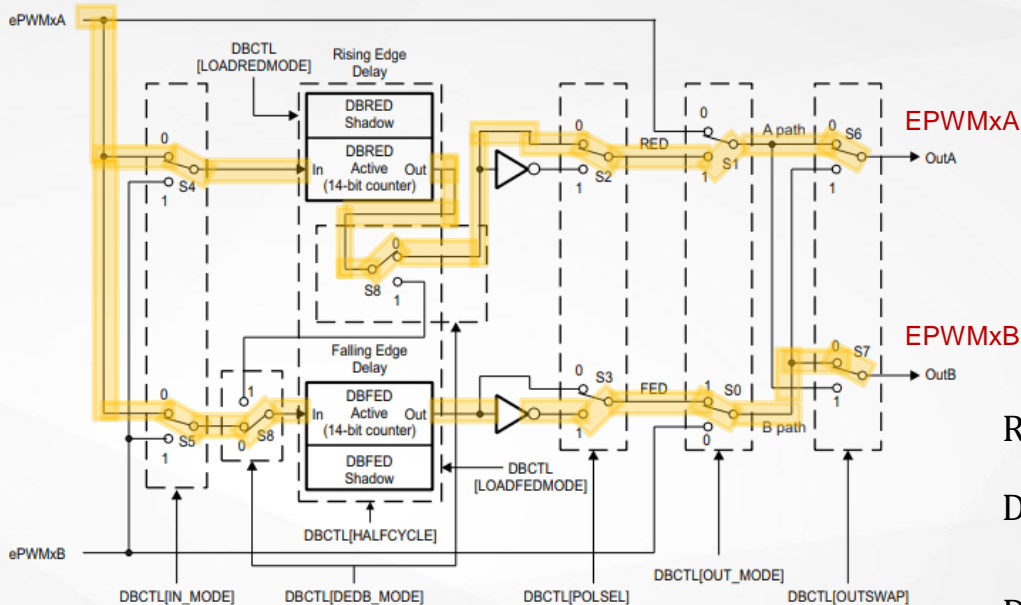 ePWMxA
DBCTL
[LOADREDMODE]
Rising Edge
Delay
DBRED
Shadow
DBRED
In Active Out
(14-bit counter)
0
S4
1
0
S8
1
0
RED
S2
1
0
A path
S1
1
0
S6
1
EPWMxA
OutA
Falling Edge
Delay
1
0
S8
0
S5
1
DBFED
In Active Out
(14-bit counter)
DBFED
Shadow
0
S3
FED
1
1
S0
0
B path
0
S7
1
EPWMxB
OutB
DBCTL
[LOADFEDMODE]
DBCTL[HALFCYCLE]
ePWMxB
DBCTL[IN_MODE]
DBCTL[DEDB_MODE]
DBCTL[POLSEL]
DBCTL[OUT_MODE]
DBCTL[OUTSWAP]
R
D